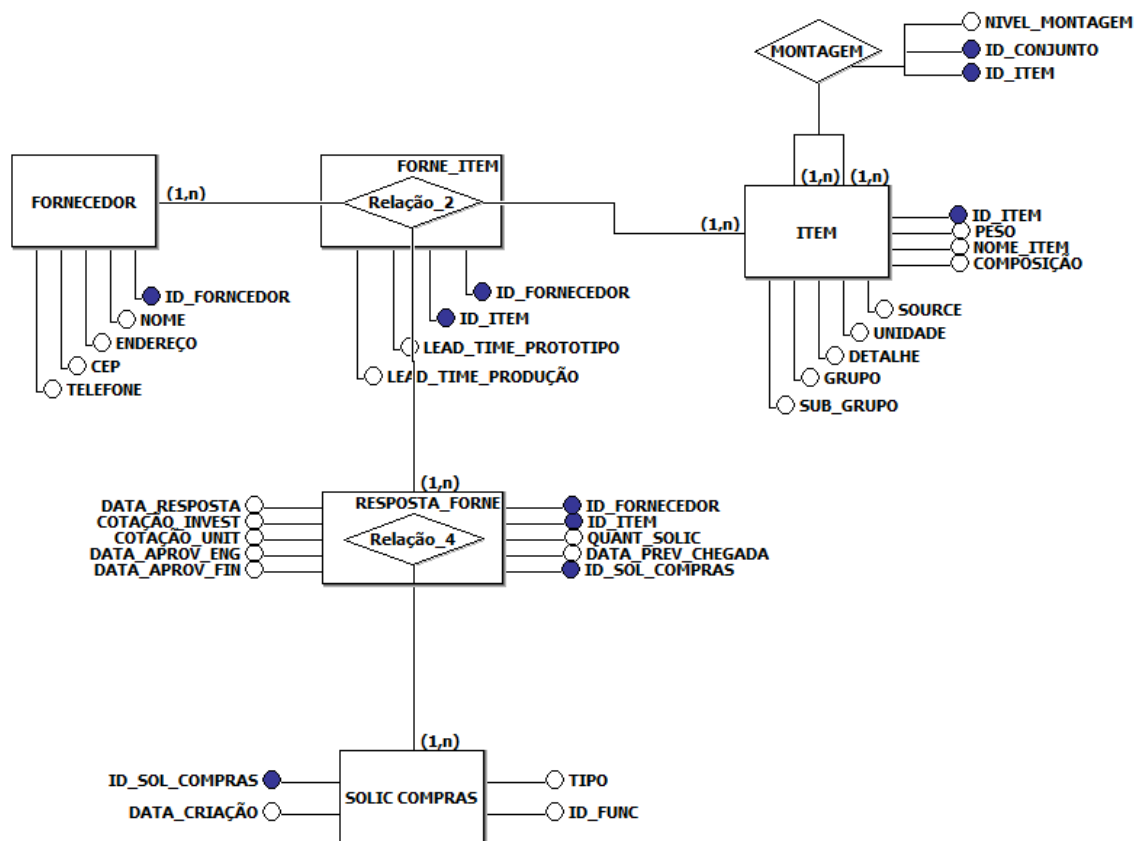 NIVEL_MONTAGEM
MONTAGEM
ID_CONJUNTO
ID_ITEM
FORNE_ITEM
FORNECEDOR
(1,n)
Relação_2
(1,n)
(1,n)
(1,n)
ITEM
ID_ITEM
PESO
NOME_ITEM
COMPOSIÇÃO
ID_FORNCEDOR
NOME
ENDEREÇO
CEP
TELEFONE
ID_FORNECEDOR
ID_ITEM
LEAD_TIME_PROTOTIPO
LEAD_TIME_PRODUÇÃO
SOURCE
UNIDADE
DETALHE
GRUPO
SUB_GRUPO
(1,n)
RESPOSTA_FORNE
Relação_4
DATA_RESPOSTA
COTAÇÃO_INVEST
COTAÇÃO_UNIT
DATA_APROV_ENG
DATA_APROV_FIN
ID_FORNECEDOR
ID_ITEM
QUANT_SOLIC
DATA_PREV_CHEGADA
ID_SOL_COMPRAS
(1,n)
ID_SOL_COMPRAS
DATA_CRIAÇÃO
SOLIC COMPRAS
TIPO
ID_FUNC